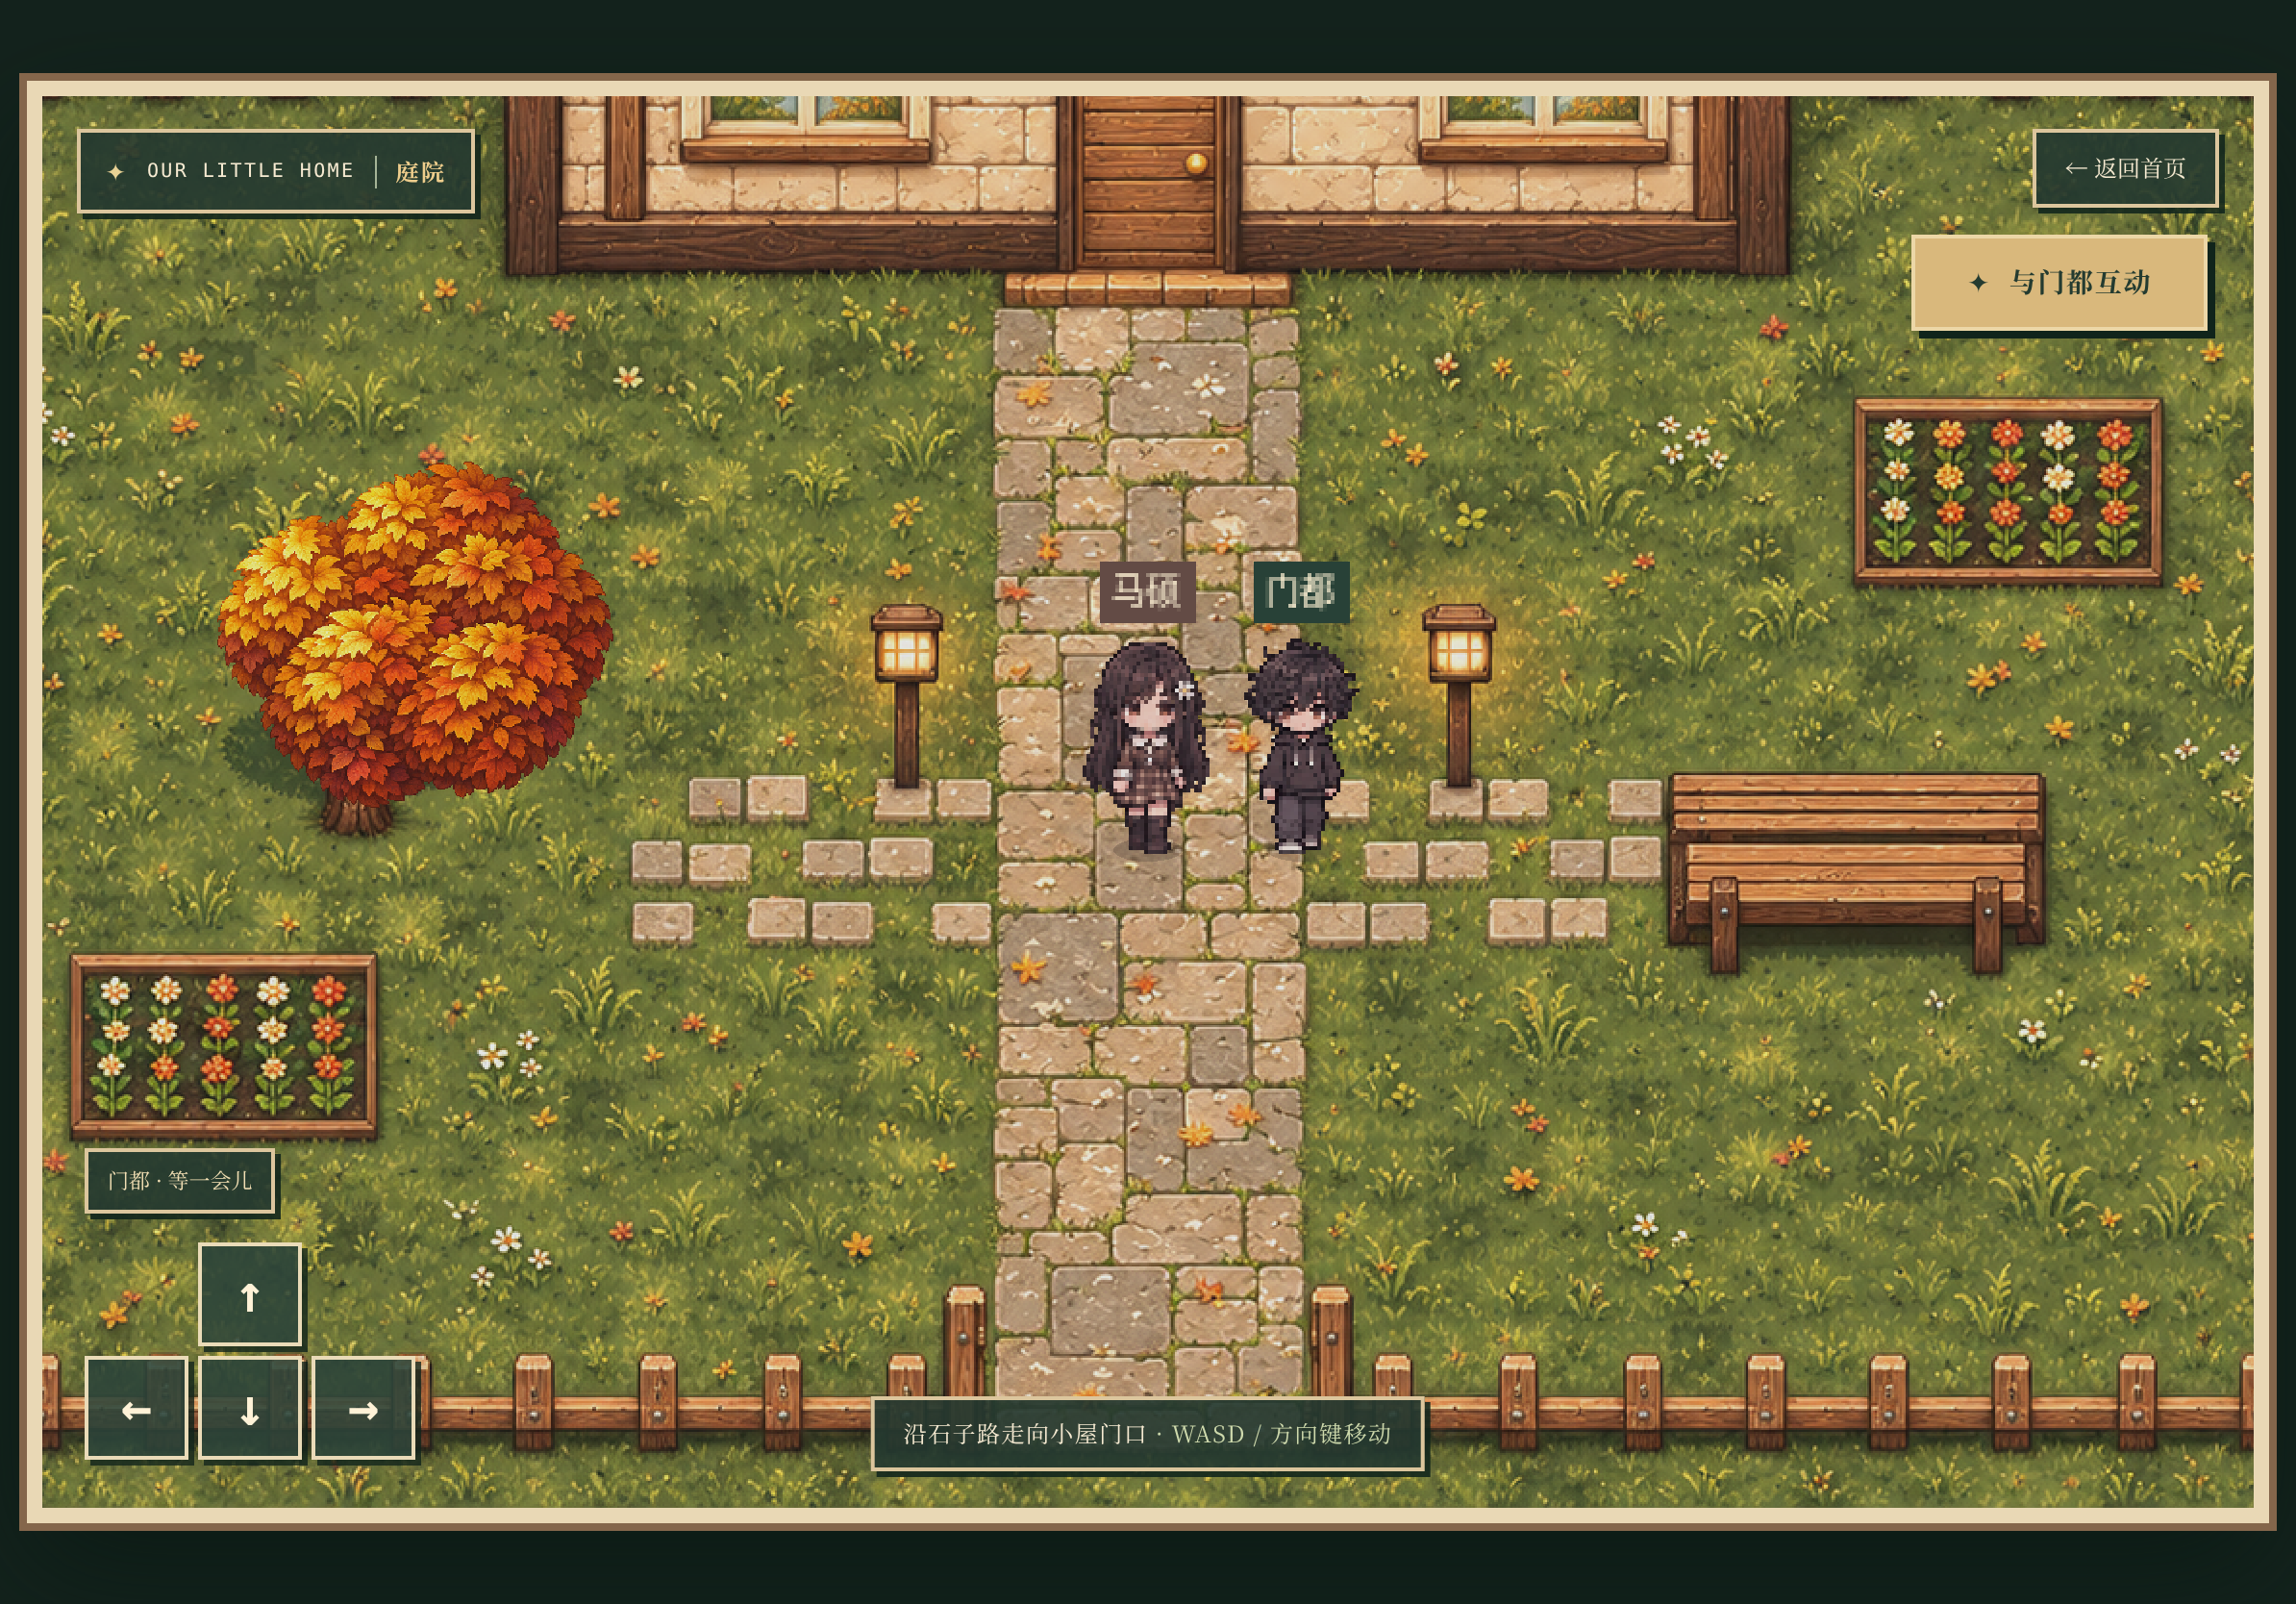 ✦ OUR LITTLE HOME | 庭院
← 返回首页
✦ 与门都互动
马硕
门都
门都 · 等一会儿
↑
← ↓ →
沿石子路走向小屋门口 · WASD / 方向键移动